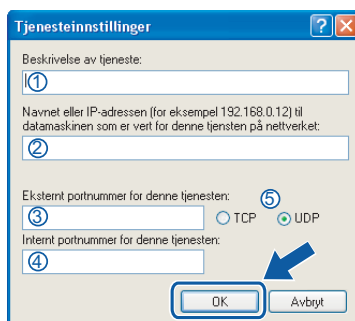 Tjenesteinnstillinger
Beskrivelse av tjeneste:
①
Navnet eller IP-adressen (for eksempel 192.168.0.12) til
datamaskinen som er vert for denne tjensten på nettverket:
②
Eksternt portnummer for denne tjenesten: ⑤
③ TCP UDP
Internt portnummer for denne tjenesten:
④
OK Avbryt